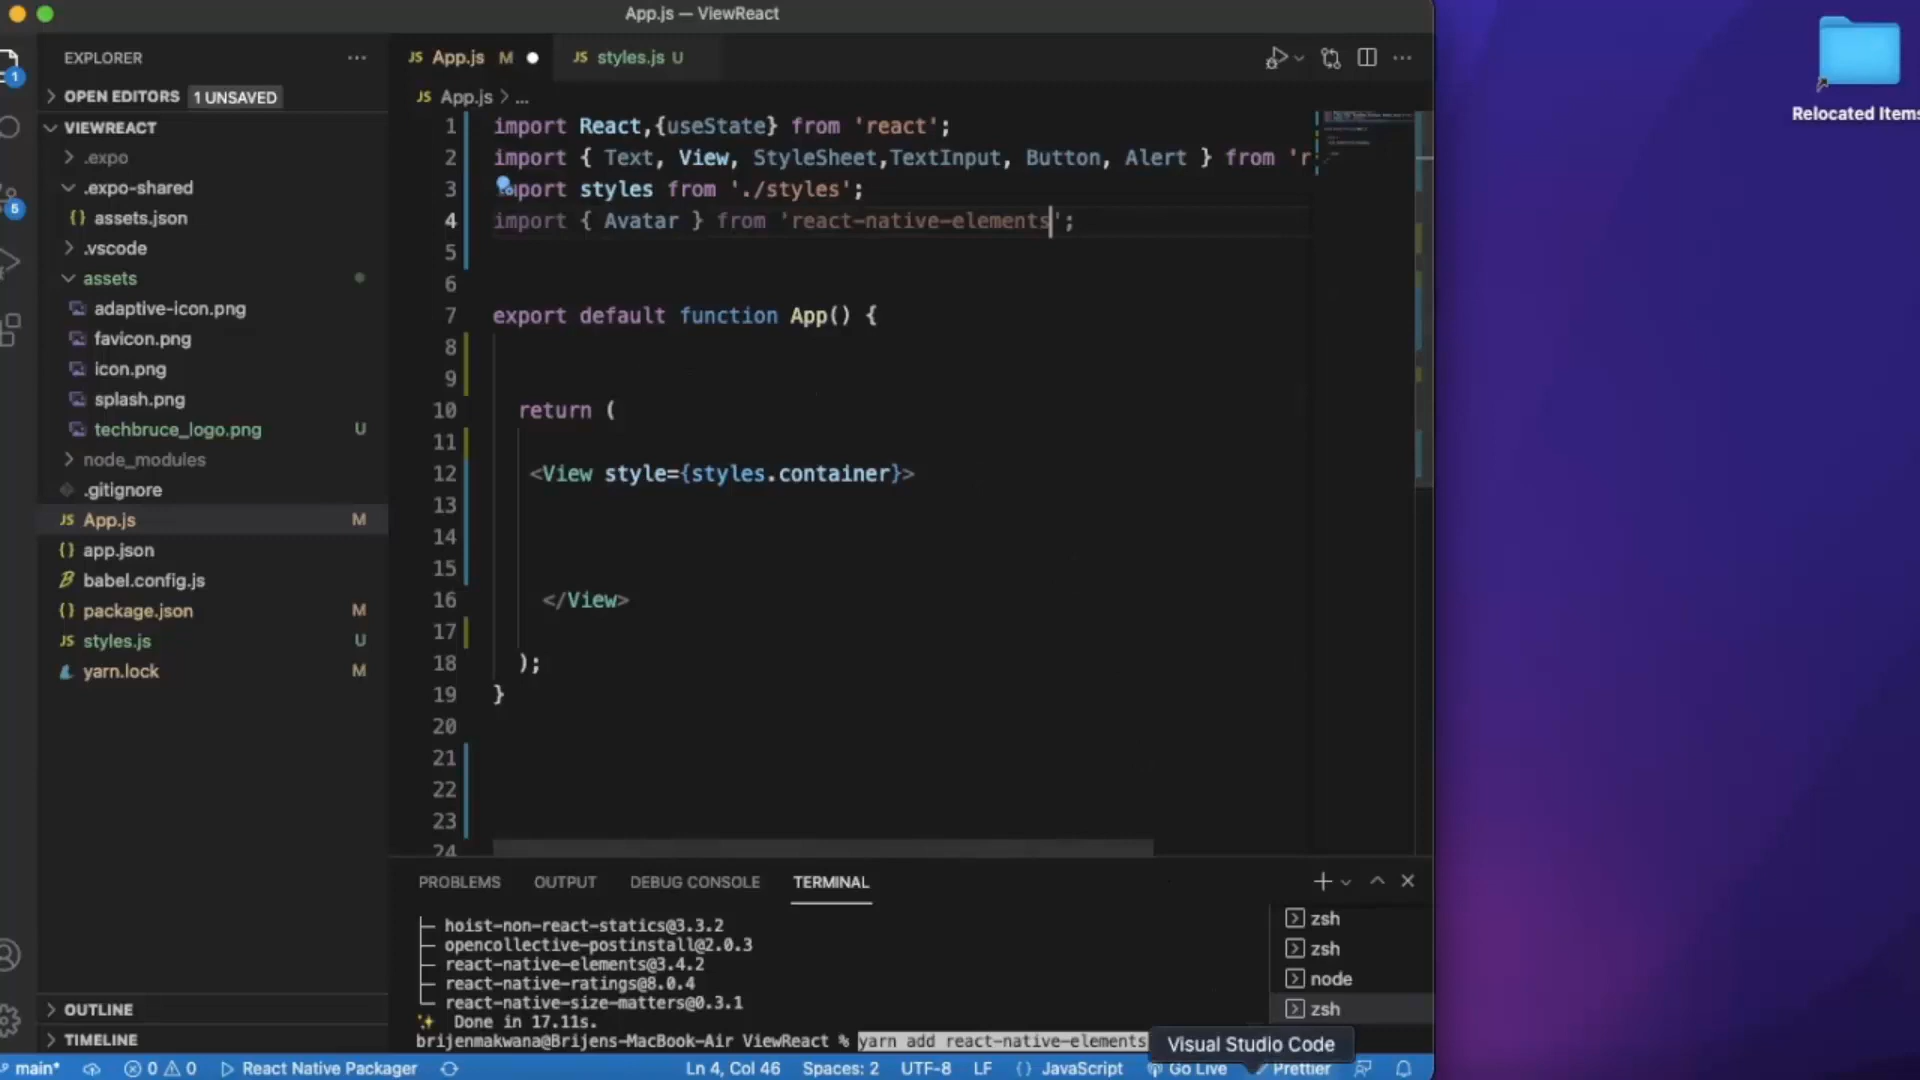 App.js — ViewReact
EXPLORER
OPEN EDITORS 1 UNSAVED
VIEWREACT
.expo
.expo-shared
{} assets.json
.vscode
assets
adaptive-icon.png
favicon.png
icon.png
splash.png
techbruce_logo.png U
node_modules
.gitignore
JS App.js M
{} app.json
babel.config.js
{} package.json M
JS styles.js U
yarn.lock M
OUTLINE
TIMELINE
1
5
JS App.js M
JS styles.js U
JS App.js > ...
1 import React,{useState} from 'react';
2 import { Text, View, StyleSheet,TextInput, Button, Alert } from 'r
3 import styles from './styles';
4 import { Avatar } from 'react-native-elements';
5
6
7 export default function App() {
8
9
10 return (
11
12 <View style={styles.container}>
13
14
15
16 </View>
17
18 );
19 }
20
21
22
23
24
PROBLEMS OUTPUT DEBUG CONSOLE TERMINAL
├─ hoist-non-react-statics@3.3.2
├─ opencollective-postinstall@2.0.3
├─ react-native-elements@3.4.2
├─ react-native-ratings@8.0.4
└─ react-native-size-matters@0.3.1
✨ Done in 17.11s.
brijenmakwana@Brijens-MacBook-Air ViewReact % yarn add react-native-elements
zsh
zsh
node
zsh
Visual Studio Code
main* 0 0 React Native Packager Ln 4, Col 46 Spaces: 2 UTF-8 LF {} JavaScript Go Live Prettier
Relocated Items